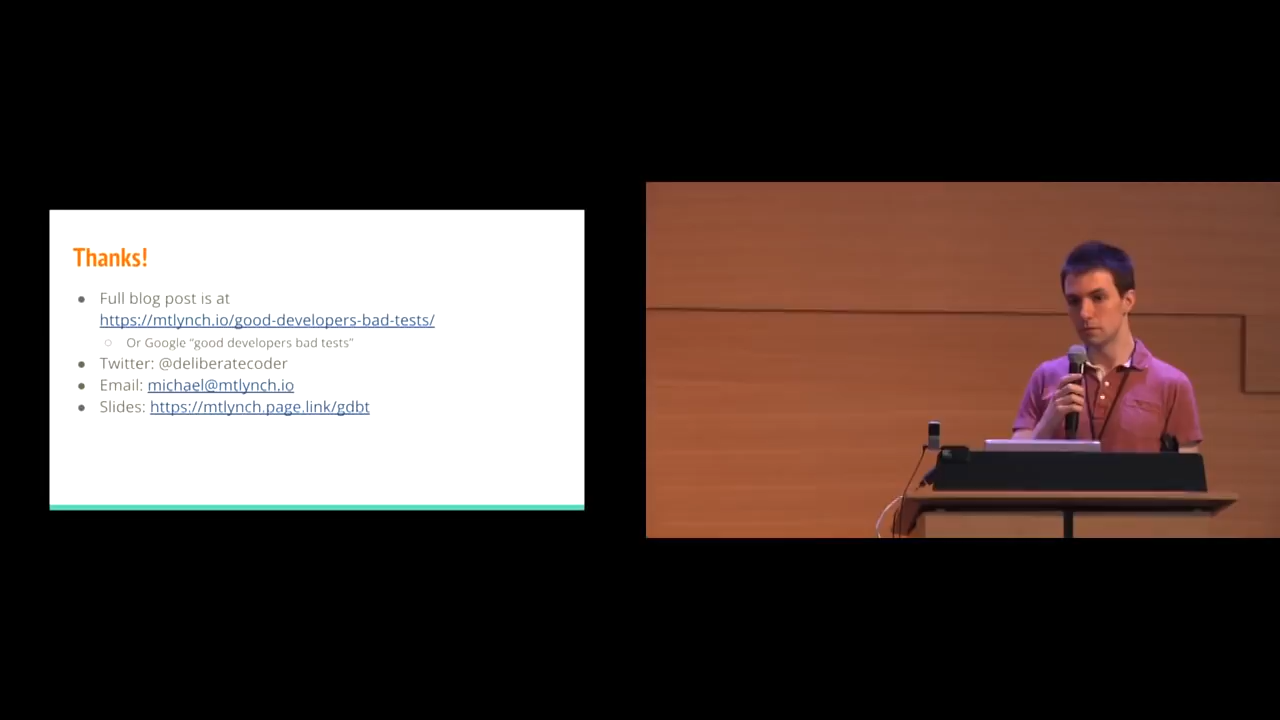 Thanks!
Full blog post is at
https://mtlynch.io/good-developers-bad-tests/
Or Google “good developers bad tests”
Twitter: @deliberatecoder
Email: michael@mtlynch.io
Slides: https://mtlynch.page.link/gdbt